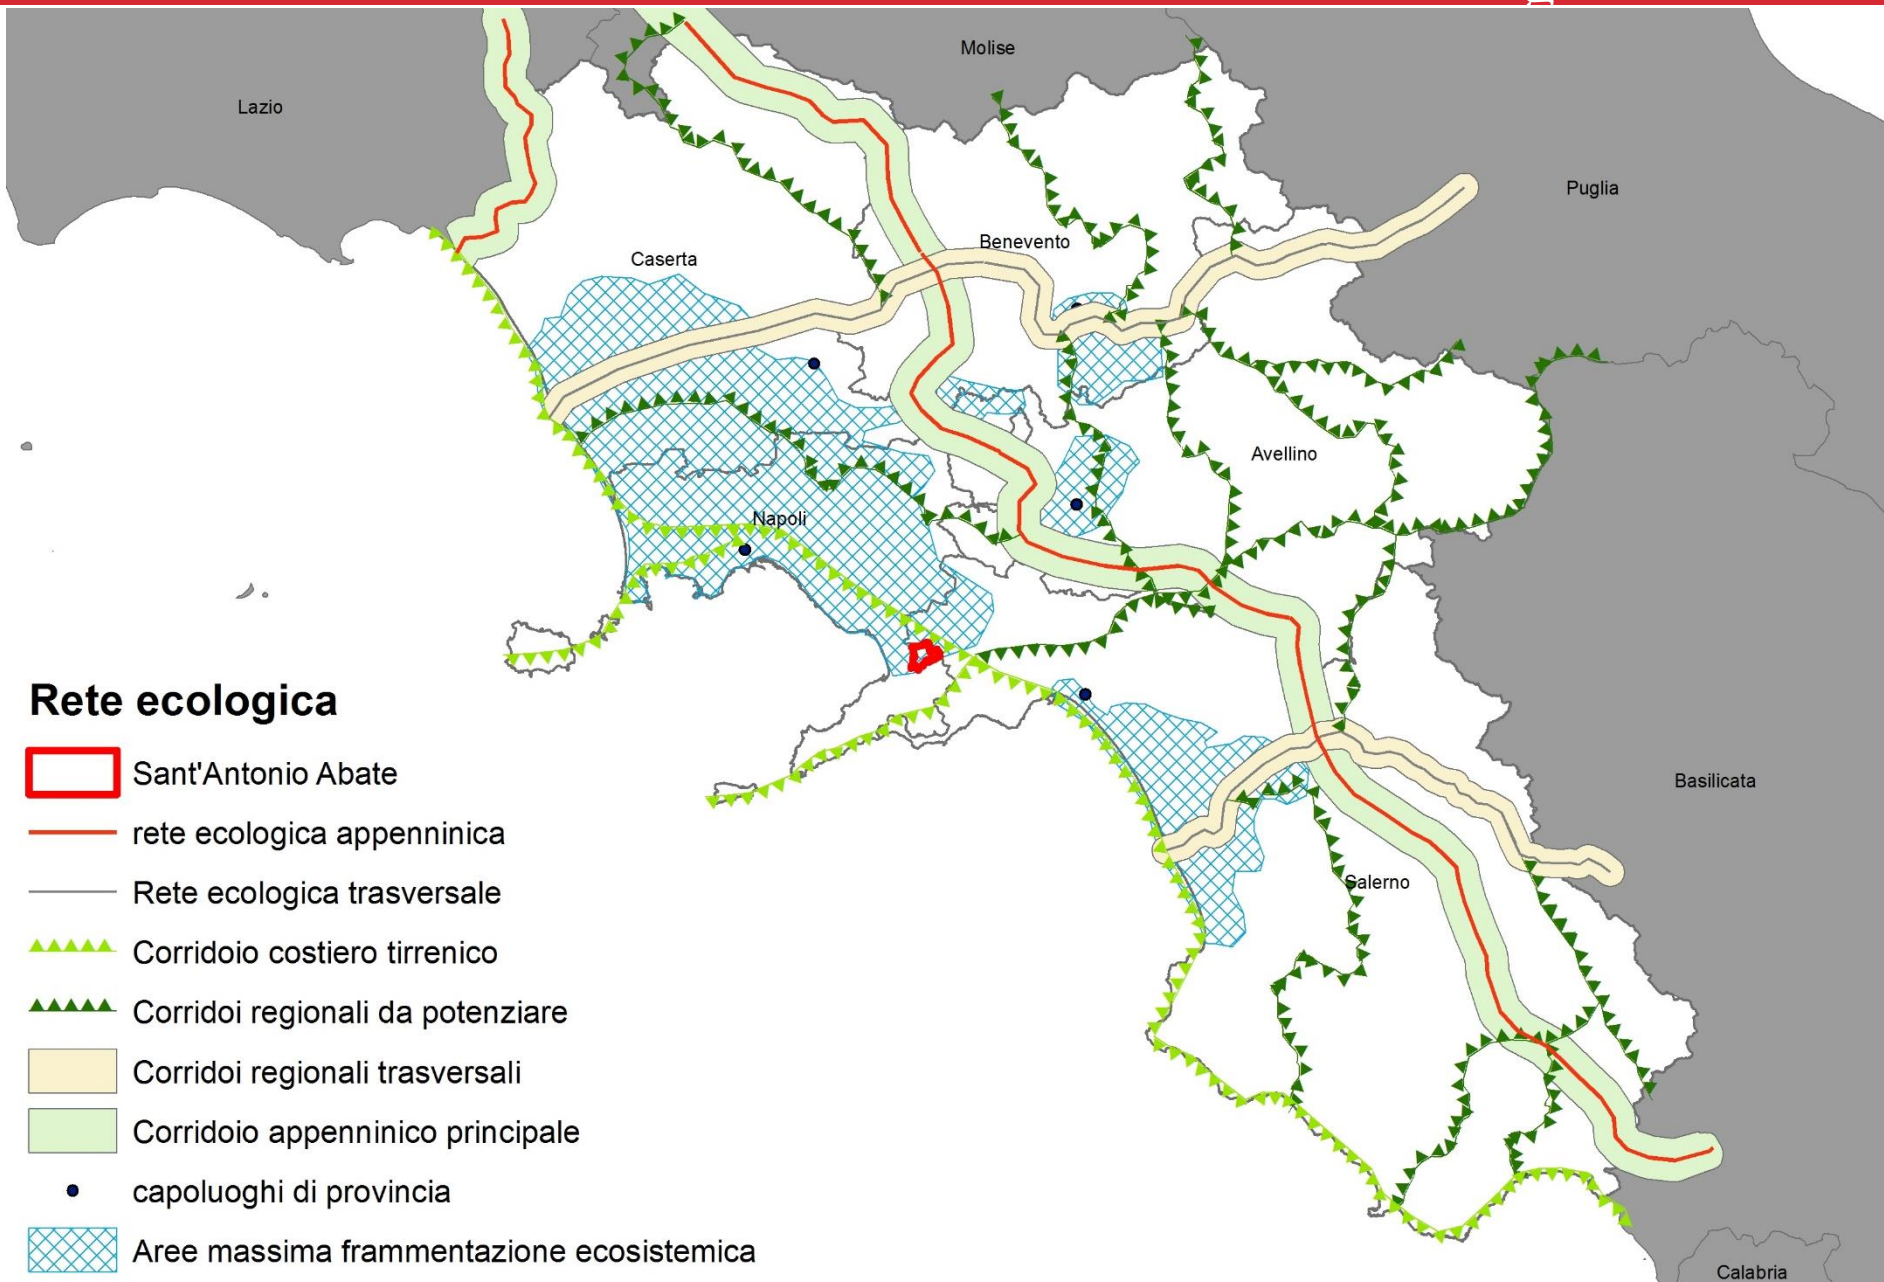 Molise
Lazio
Puglia
Benevento
Caserta
Avellino
Napoli
Rete ecologica
Sant'Antonio Abate
rete ecologica appenninica
Rete ecologica trasversale
Corridoio costiero tirrenico
Corridoi regionali da potenziare
Corridoi regionali trasversali
Corridoio appenninico principale
capoluoghi di provincia
Aree massima frammentazione ecosistemica
Basilicata
Salerno
Calabria